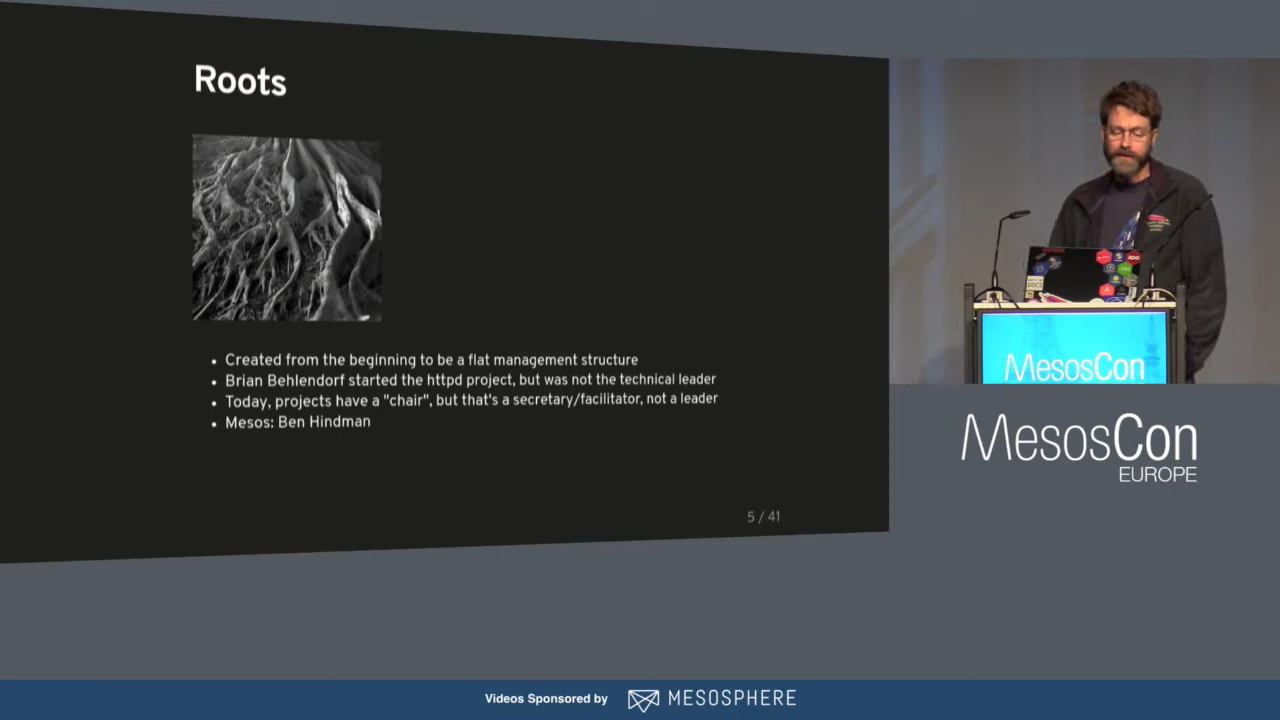 Roots
• Created from the beginning to be a flat management structure
• Brian Behlendorf started the httpd project, but was not the technical leader
• Today, projects have a "chair", but that's a secretary/facilitator, not a leader
• Mesos: Ben Hindman
5 / 41
MesosCon
MesosCon
EUROPE
Videos Sponsored by MESOSPHERE